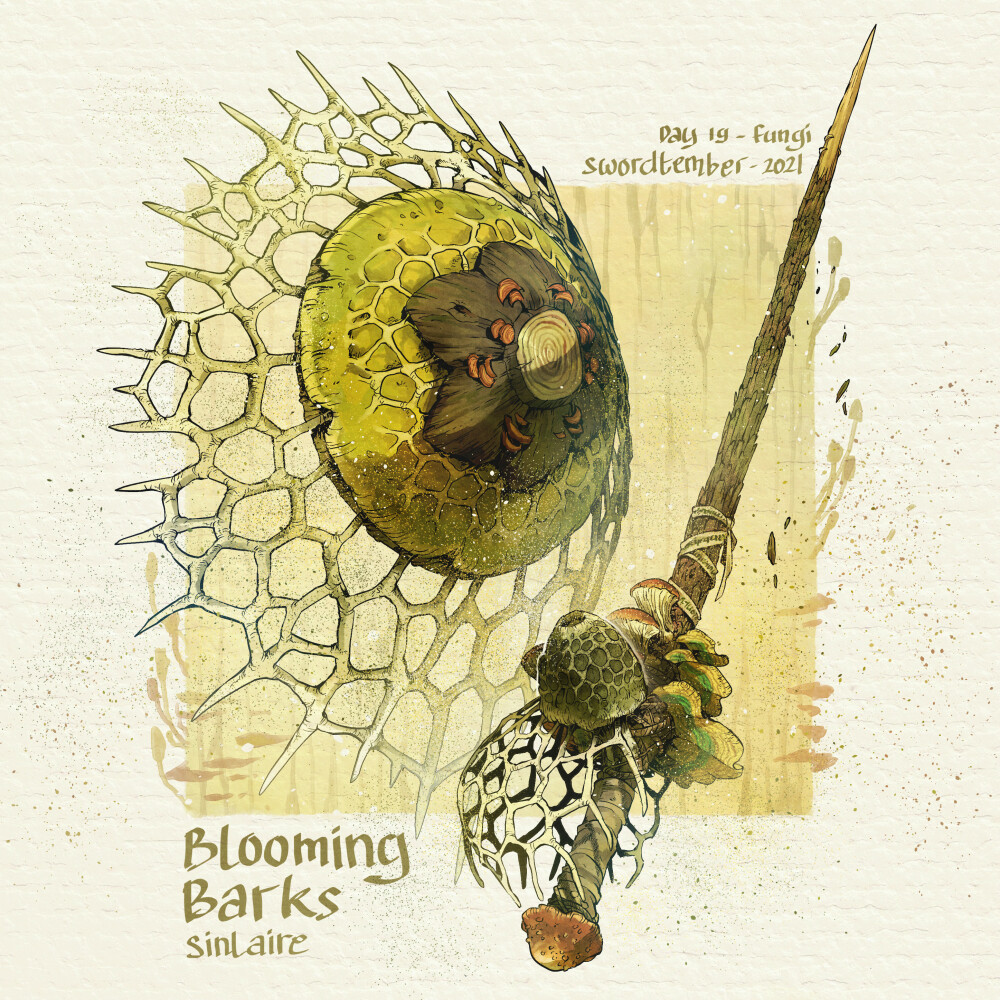 Day 19 - fungi
Swordtember - 2021
Blooming
Barks
Sinlaire